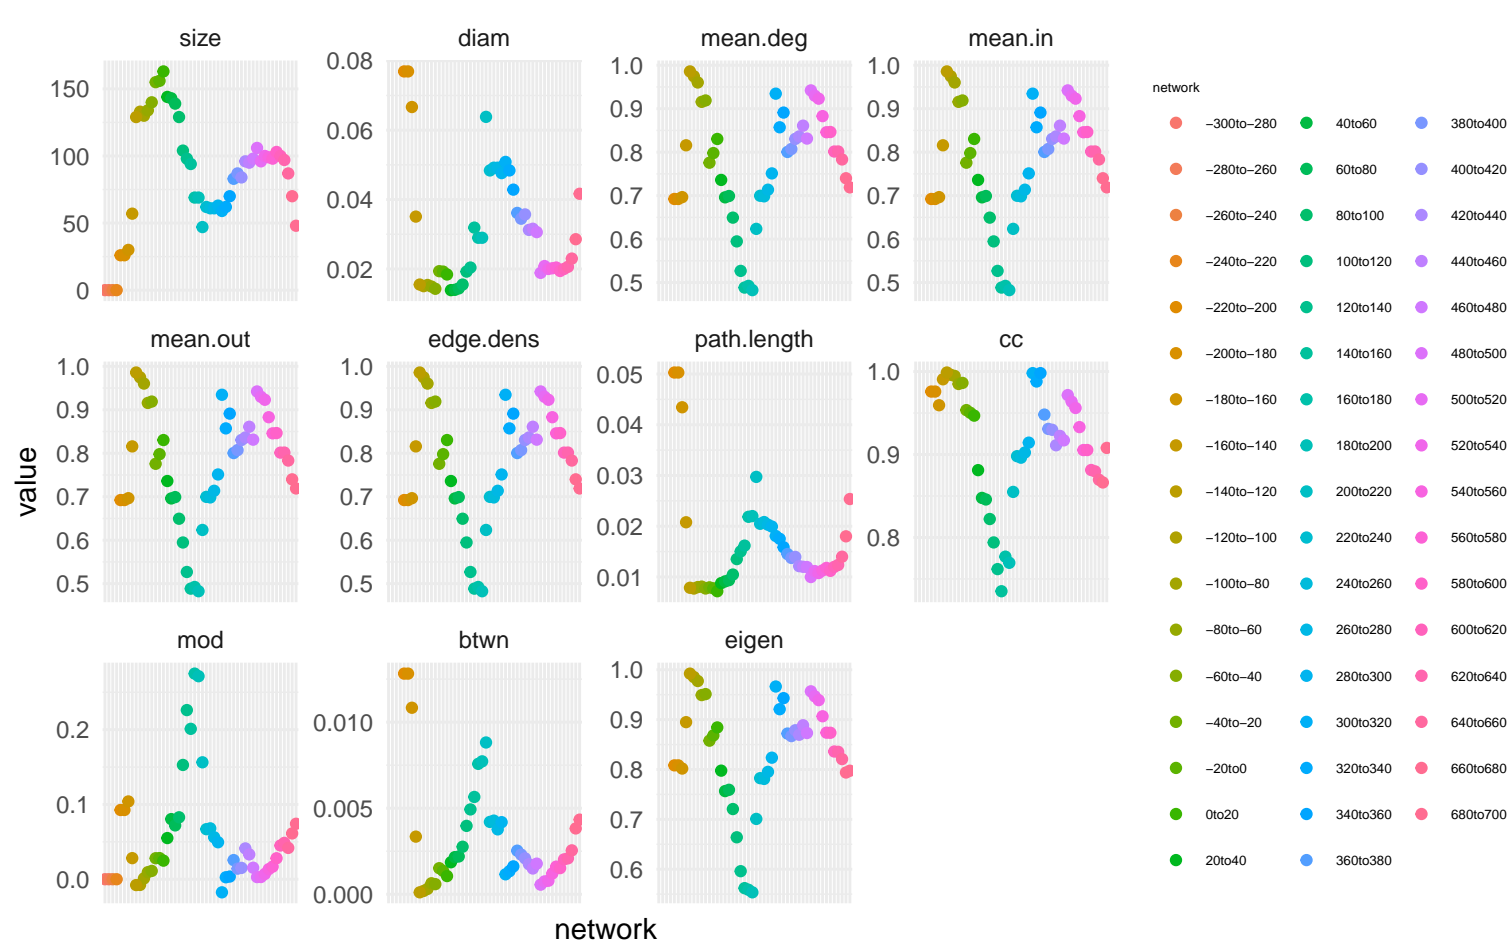 size
diam
mean.deg
mean.in
150
100
50
0
0.08
0.06
0.04
0.02
1.0
0.9
0.8
0.7
0.6
0.5
1.0
0.9
0.8
0.7
0.6
0.5
mean.out
edge.dens
path.length
cc
1.0
0.9
0.8
0.7
0.6
0.5
1.0
0.9
0.8
0.7
0.6
0.5
0.05
0.04
0.03
0.02
0.01
1.0
0.9
0.8
mod
btwn
eigen
0.2
0.1
0.0
0.010
0.005
0.000
1.0
0.9
0.8
0.7
0.6
value
network
network
−300to−280
−280to−260
−260to−240
−240to−220
−220to−200
−200to−180
−180to−160
−160to−140
−140to−120
−120to−100
−100to−80
−80to−60
−60to−40
−40to−20
−20to0
0to20
20to40
40to60
60to80
80to100
100to120
120to140
140to160
160to180
180to200
200to220
220to240
240to260
260to280
280to300
300to320
320to340
340to360
360to380
380to400
400to420
420to440
440to460
460to480
480to500
500to520
520to540
540to560
560to580
580to600
600to620
620to640
640to660
660to680
680to700